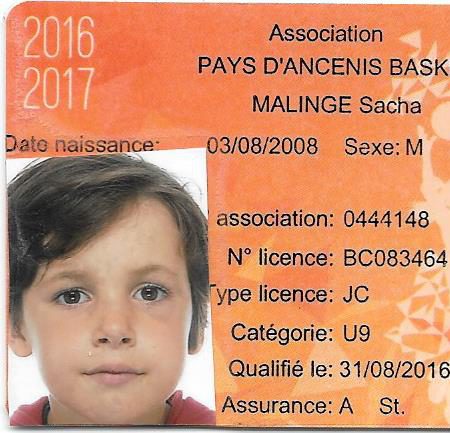 2016
2017
Association
PAYS D'ANCENIS BASK
MALINGE Sacha
Date naissance: 03/08/2008 Sexe: M
association: 0444148
N° licence: BC083464
Type licence: JC
Catégorie: U9
Qualifié le: 31/08/2016
Assurance: A St.